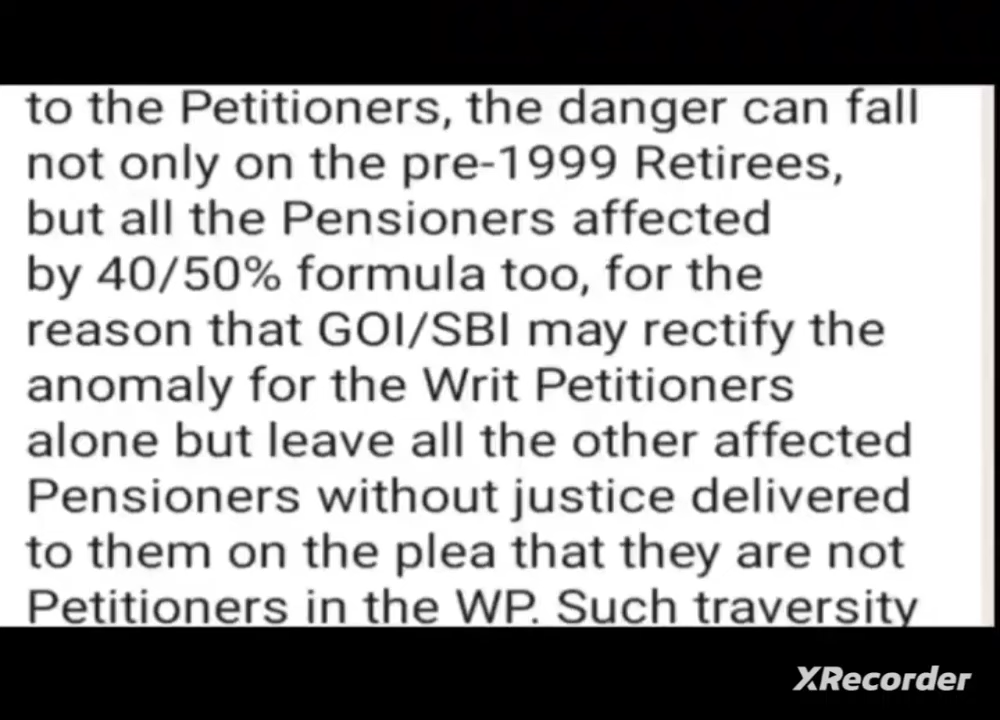 to the Petitioners, the danger can fall
not only on the pre-1999 Retirees,
but all the Pensioners affected
by 40/50% formula too, for the
reason that GOI/SBI may rectify the
anomaly for the Writ Petitioners
alone but leave all the other affected
Pensioners without justice delivered
to them on the plea that they are not
Petitioners in the WP. Such traversity
XRecorder